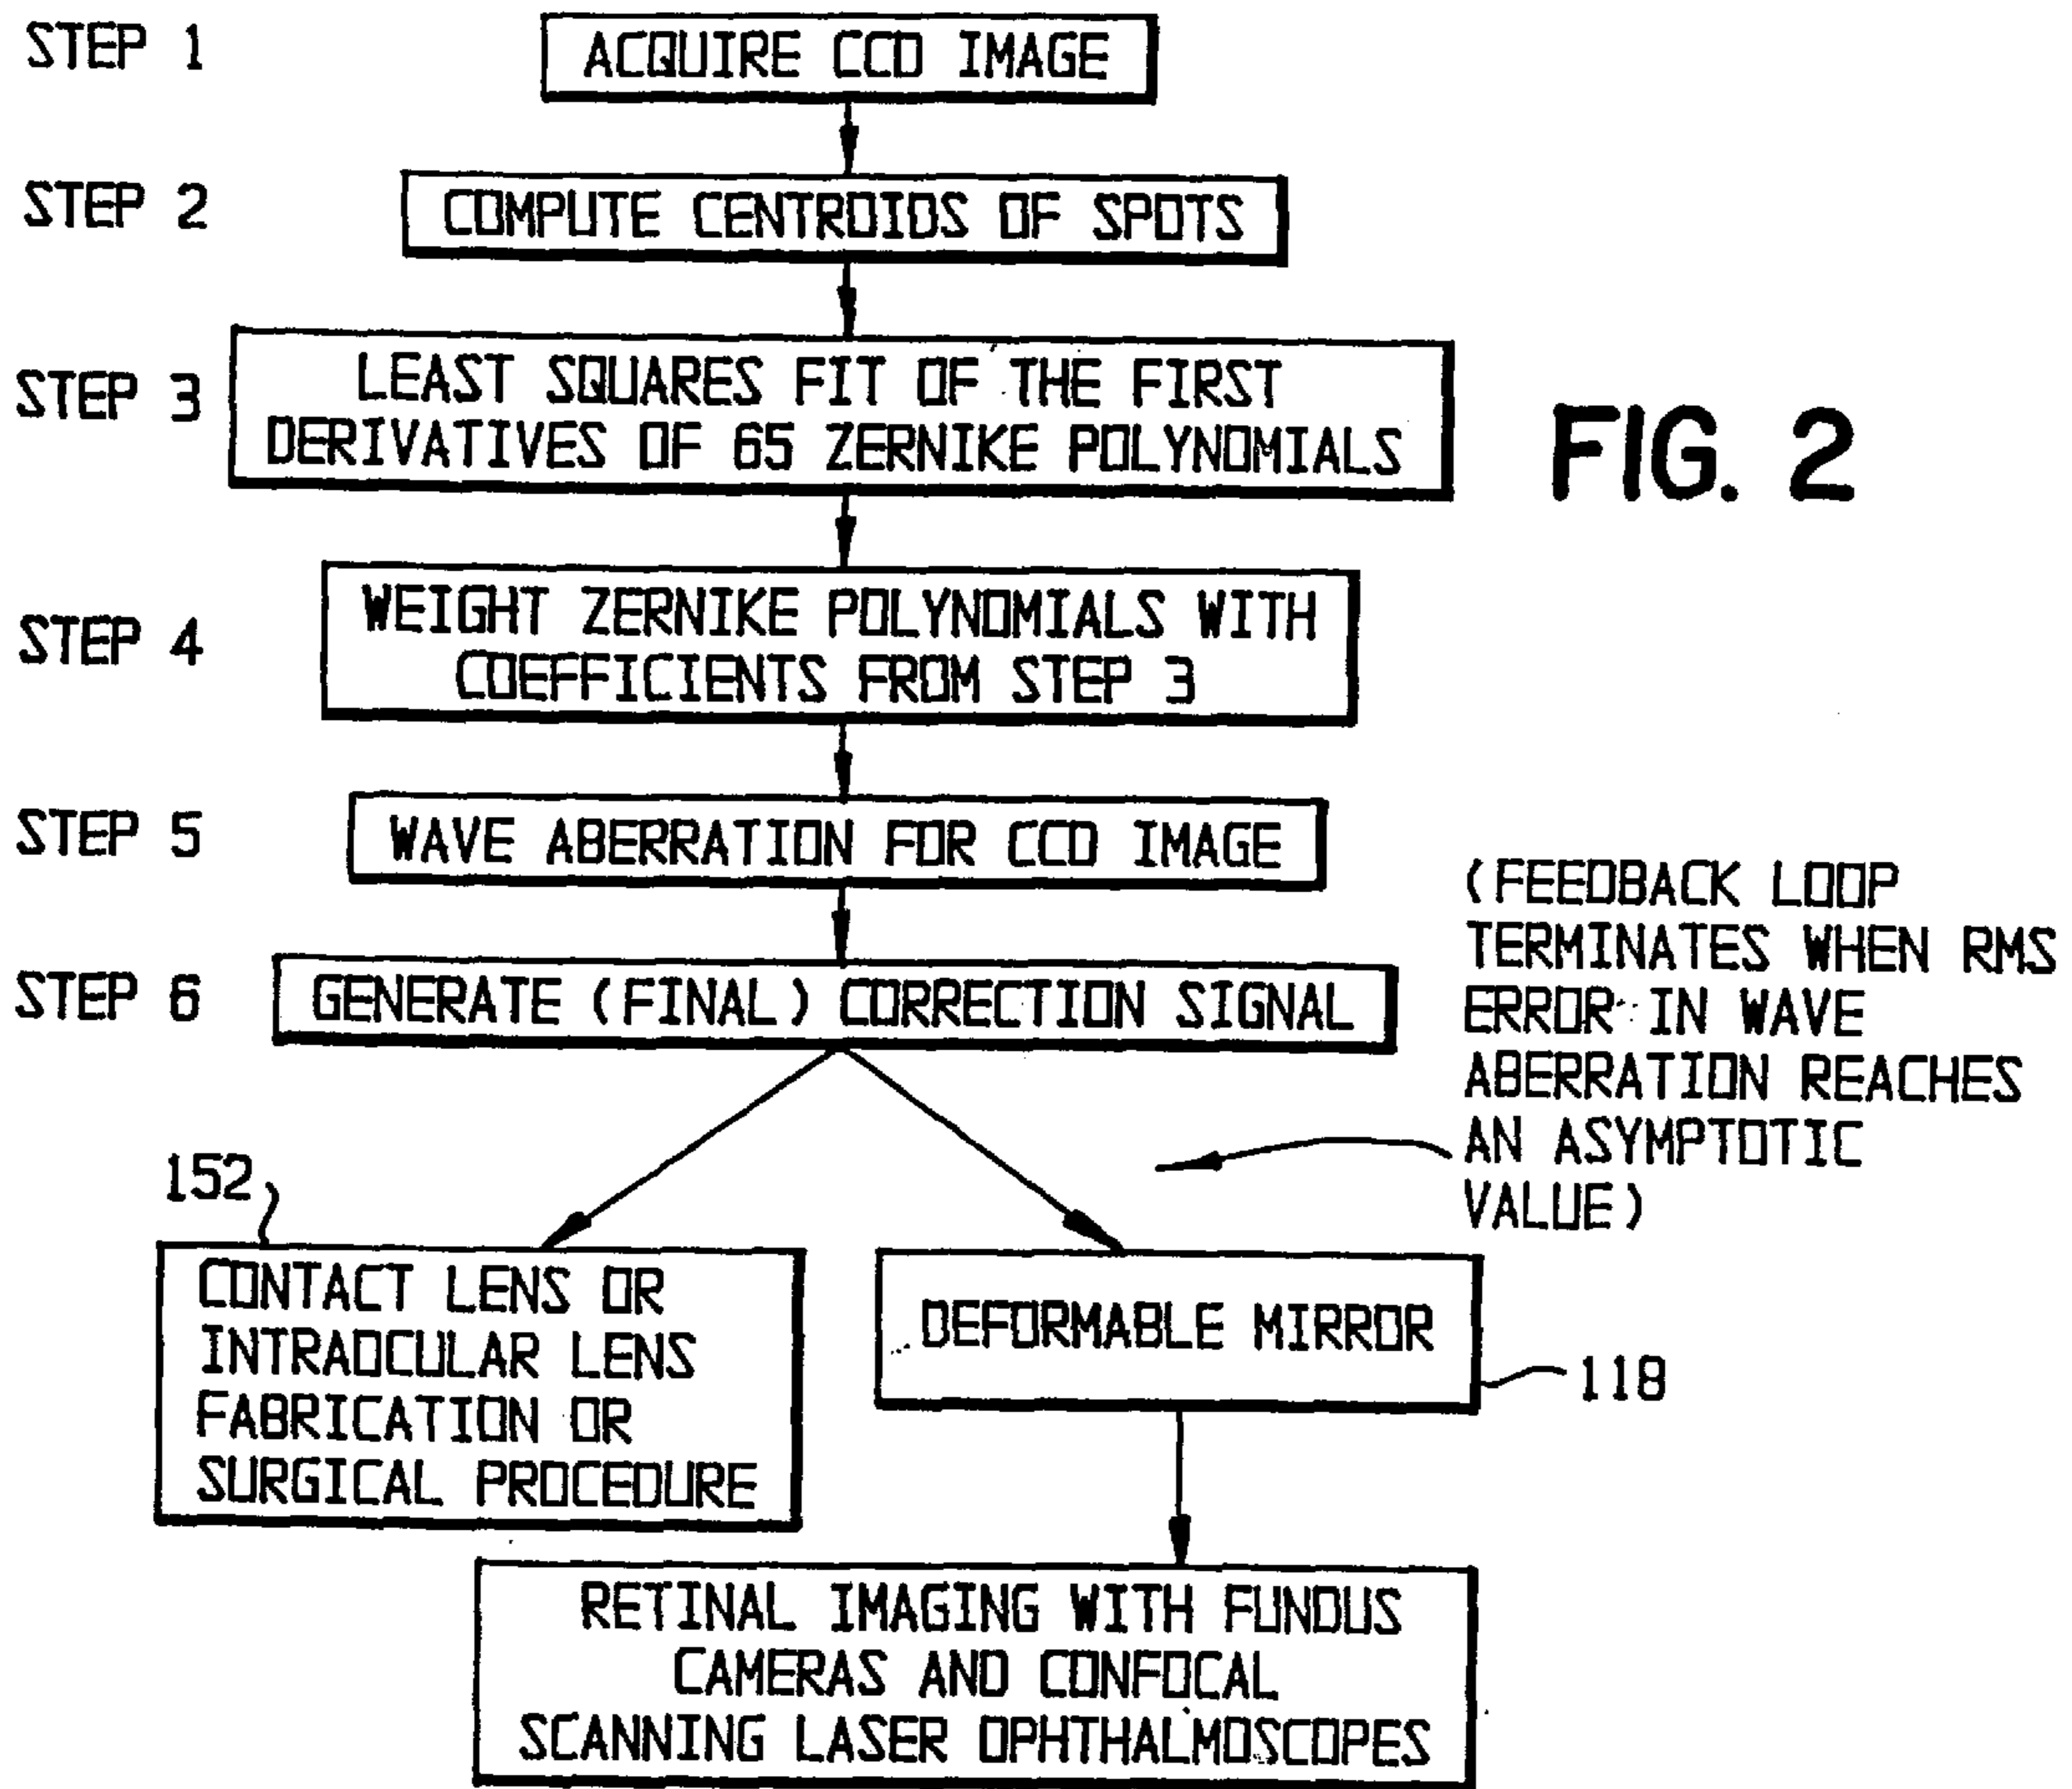 STEP 1
ACQUIRE CCD IMAGE
STEP 2
COMPUTE CENTROIDS OF SPOTS
STEP 3
LEAST SQUARES FIT OF THE FIRST
DERIVATIVES OF 65 ZERNIKE POLYNOMIALS
FIG. 2
STEP 4
WEIGHT ZERNIKE POLYNOMIALS WITH
COEFFICIENTS FROM STEP 3
STEP 5
WAVE ABERRATION FOR CCD IMAGE
STEP 6
GENERATE (FINAL) CORRECTION SIGNAL
(FEEDBACK LOOP
TERMINATES WHEN RMS
ERROR IN WAVE
ABERRATION REACHES
AN ASYMPTOTIC
VALUE)
152
CONTACT LENS OR
INTRAOCULAR LENS
FABRICATION OR
SURGICAL PROCEDURE
DEFORMABLE MIRROR
118
RETINAL IMAGING WITH FUNDUS
CAMERAS AND CONFOCAL
SCANNING LASER OPHTHALMOSCOPES